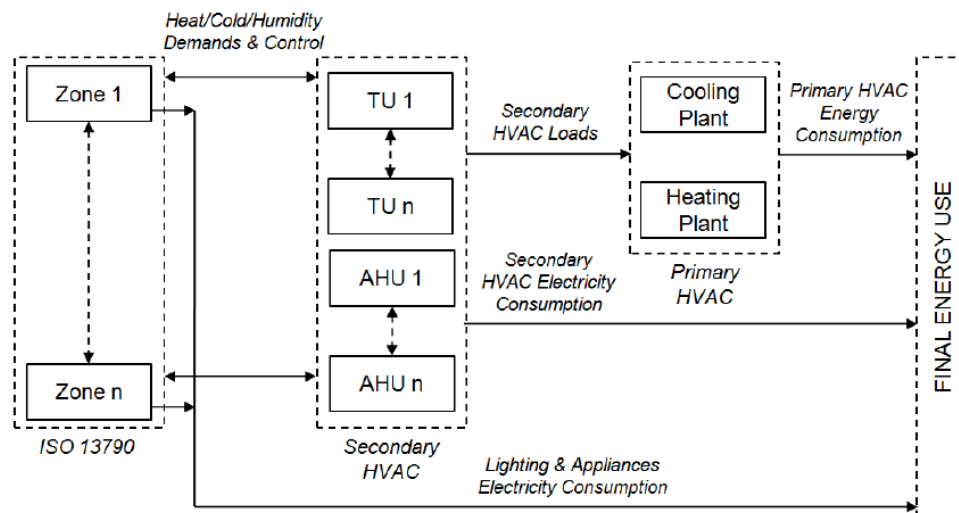 Heat/Cold/Humidity
Demands & Control
Zone 1
Zone n
ISO 13790
TU 1
TU n
AHU 1
AHU n
Secondary
HVAC
Secondary
HVAC Loads
Cooling
Plant
Heating
Plant
Primary
HVAC
Primary HVAC
Energy
Consumption
Secondary
HVAC Electricity
Consumption
Lighting & Appliances
Electricity Consumption
FINAL ENERGY USE